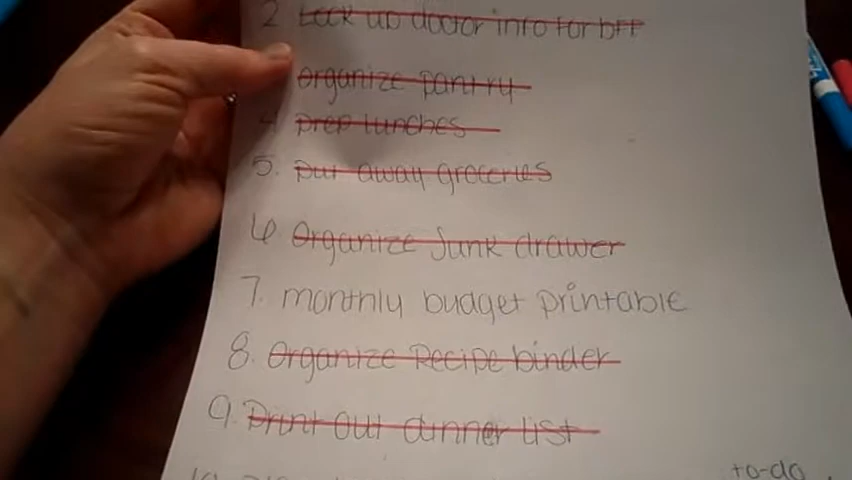 2 Look up doctor info for bff
Organize pantry
4 prep lunches
5. put away groceries
6 Organize Junk drawer
7. monthly budget printable
8. Organize Recipe binder
9. Print out dinner list
to-do